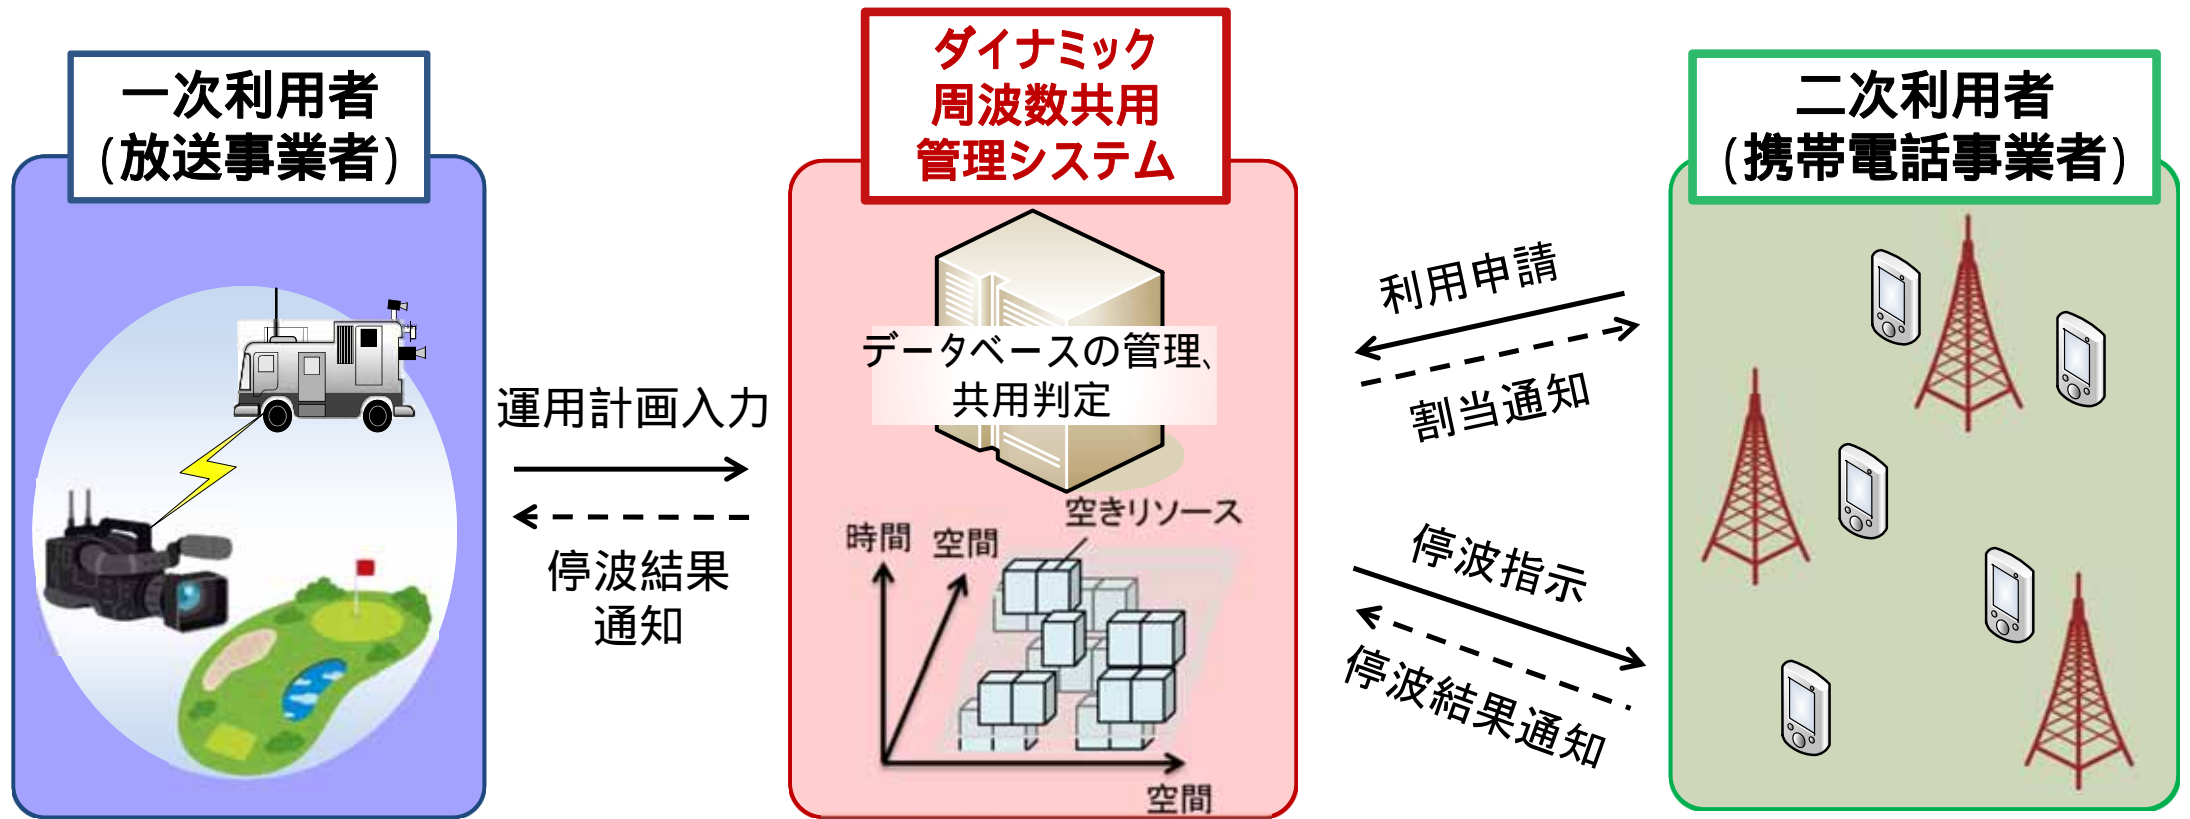 一次利用者
(放送事業者)
運用計画入力
停波結果
通知
ダイナミック
周波数共用
管理システム
データベースの管理、
共用判定
空きリソース
時間
空間
空間
二次利用者
(携帯電話事業者)
利用申請
割当通知
停波指示
停波結果通知